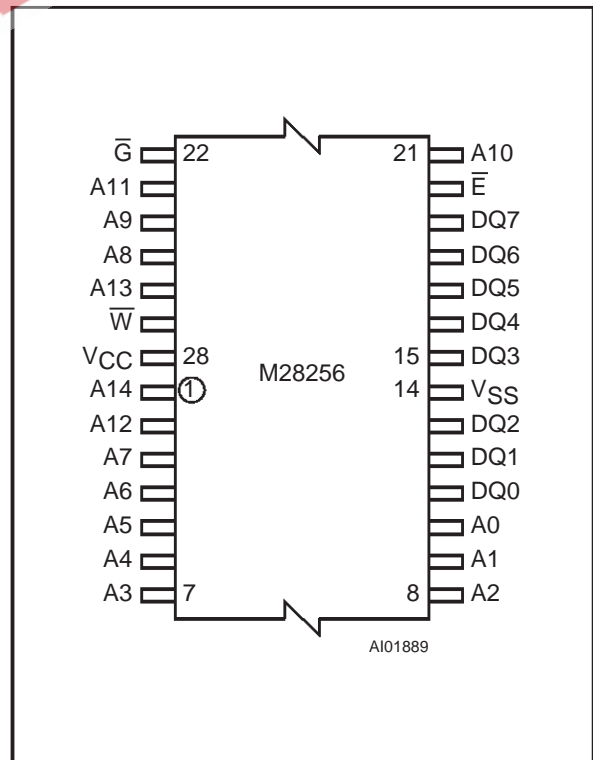 G̅ 22 21 A10
A11 E̅
A9 DQ7
A8 DQ6
A13 DQ5
W̅ DQ4
VCC 28 15 DQ3
M28256
A14 1 14 VSS
A12 DQ2
A7 DQ1
A6 DQ0
A5 A0
A4 A1
A3 7 8 A2
AI01889